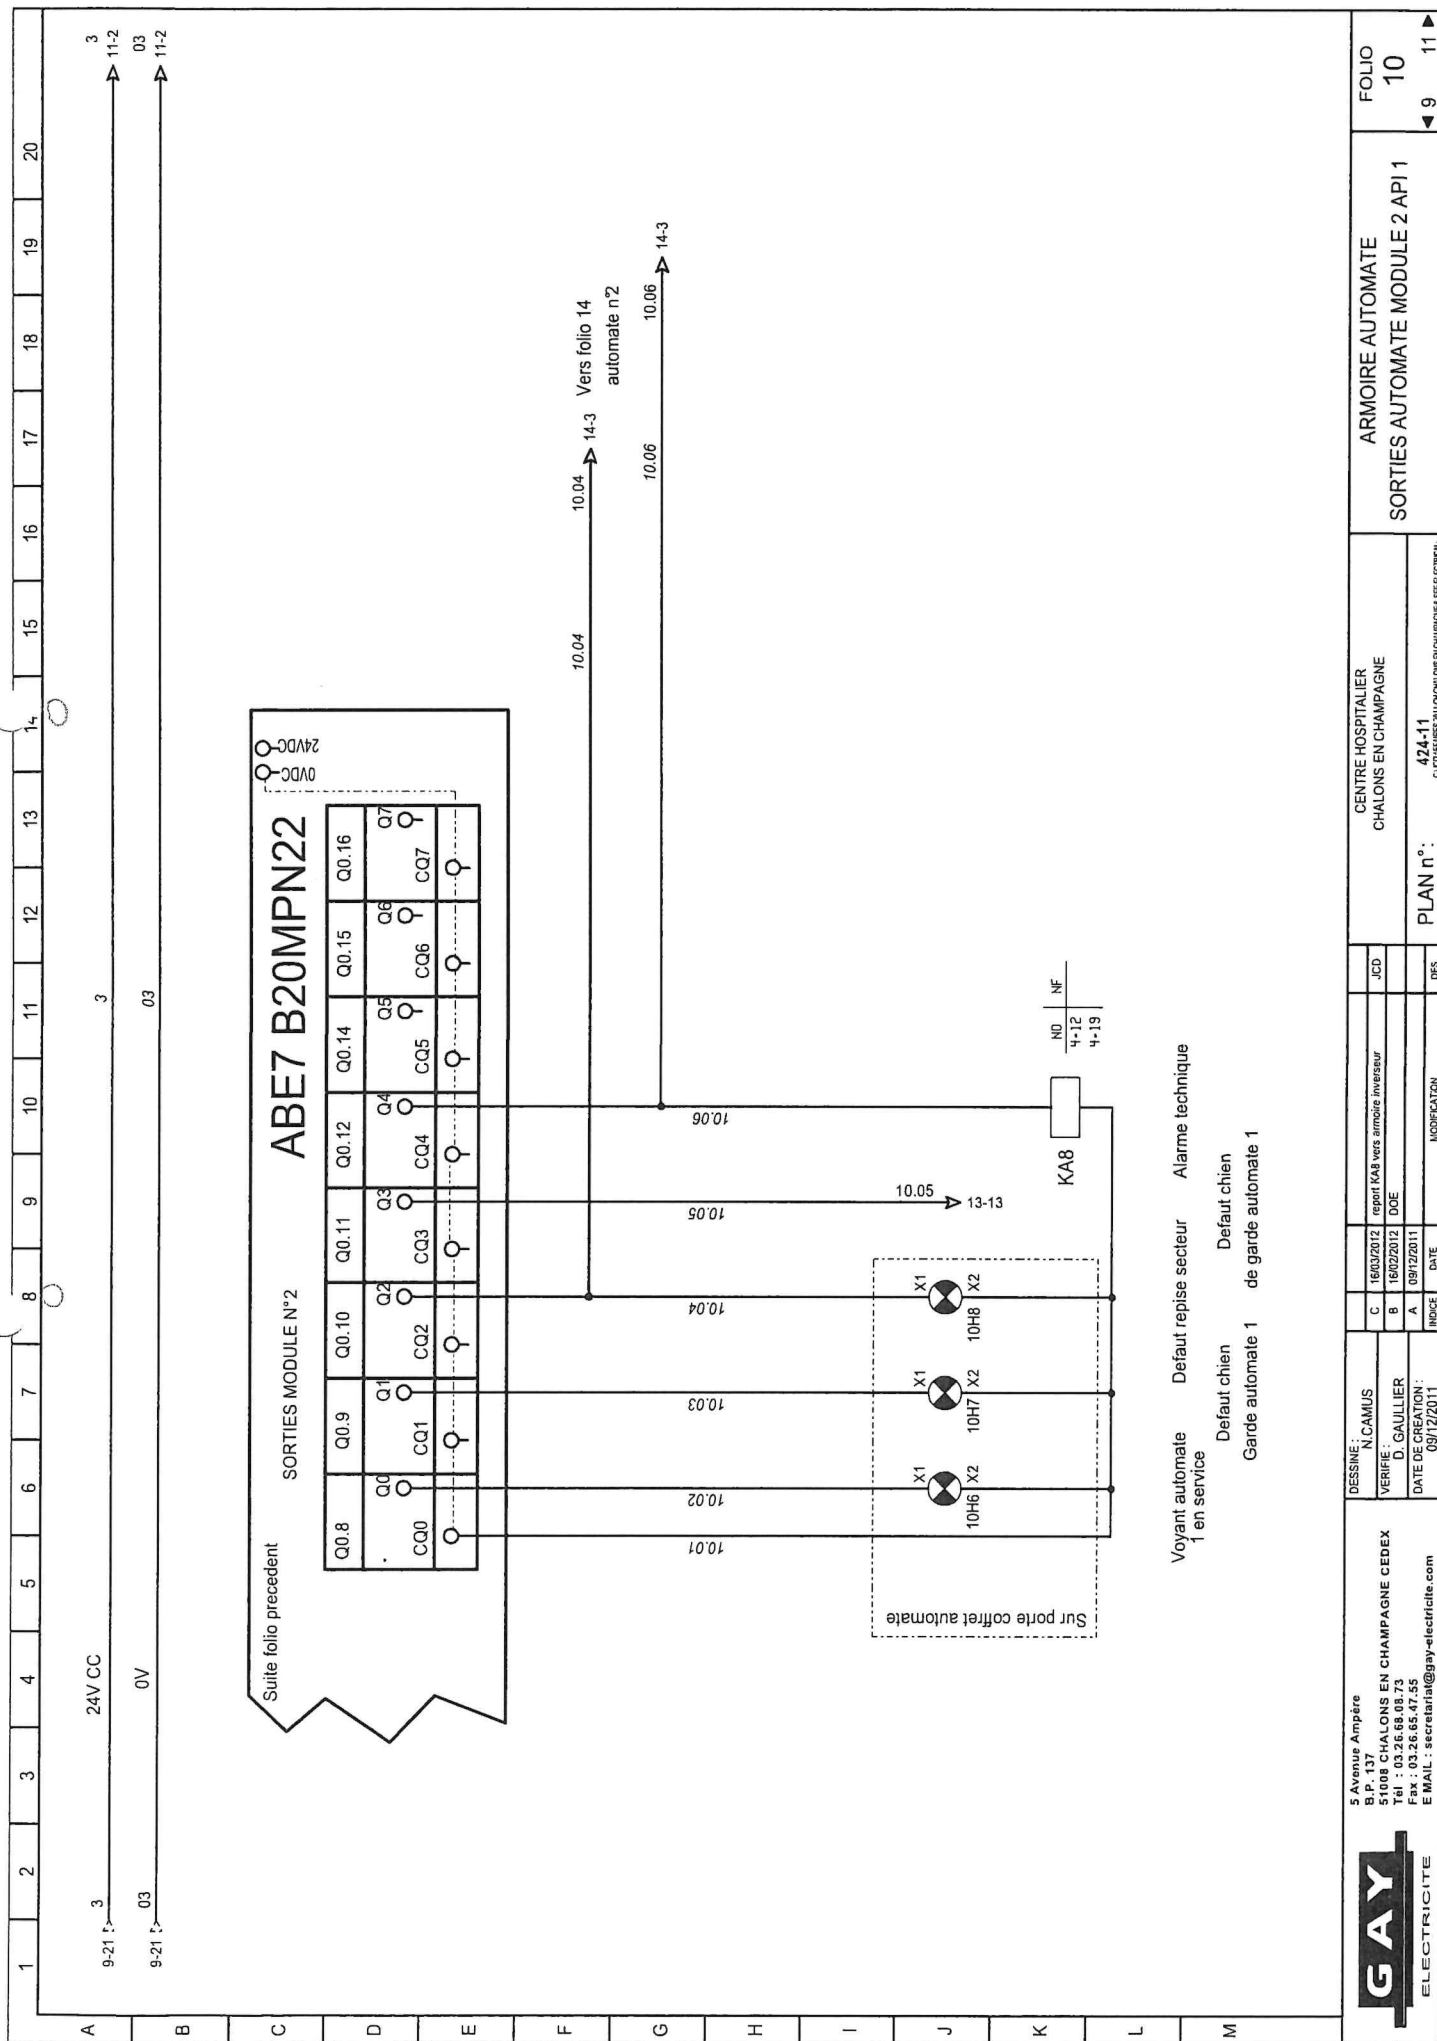 1 2 3 4 5 6 7 8 9 10 11 12 13 14 15 16 17 18 19 20
A
B
C
D
E
F
G
H
I
J
K
L
M
9-21 3 24V CC 3 3 11-2
9-21 03 0V 03 03 11-2
Suite folio precedent
SORTIES MODULE N°2
ABE7 B20MPN22
0VDC
24VDC
Q0.8 Q0.9 Q0.10 Q0.11 Q0.12 Q0.14 Q0.15 Q0.16
Q0 Q1 Q2 Q3 Q4 Q5 Q6 Q7
CQ0 CQ1 CQ2 CQ3 CQ4 CQ5 CQ6 CQ7
10.04 10.04 14-3
Vers folio 14
automate n°2
10.06 10.06 14-3
10.01 10.02 10.03 10.04 10.05 10.06
Sur porte coffret automate
X1 X1 X1
10H6 10H7 10H8
X2 X2 X2
10.05
13-13
KA8
NO NF
4-12
4-19
Voyant automate
1 en service
Defaut chien
Garde automate 1
Defaut repise secteur
Defaut chien
de garde automate 1
Alarme technique
GAY
ELECTRICITE
5 Avenue Ampère
B.P. 137
51008 CHALONS EN CHAMPAGNE CEDEX
Tél : 03.26.68.08.73
Fax : 03.26.65.47.55
E MAIL : secretariat@gay-electricite.com
DESSINE :
N.CAMUS
VERIFIE :
D. GAULLIER
DATE DE CREATION :
09/12/2011
C 16/03/2012 report KA8 vers armoire inverseur JCD
B 16/02/2012 DOE
A 09/12/2011
INDICE DATE MODIFICATION DES
CENTRE HOSPITALIER
CHALONS EN CHAMPAGNE
PLAN n° : 424-11
ARMOIRE AUTOMATE
SORTIES AUTOMATE MODULE 2 API 1
FOLIO
10
9 11